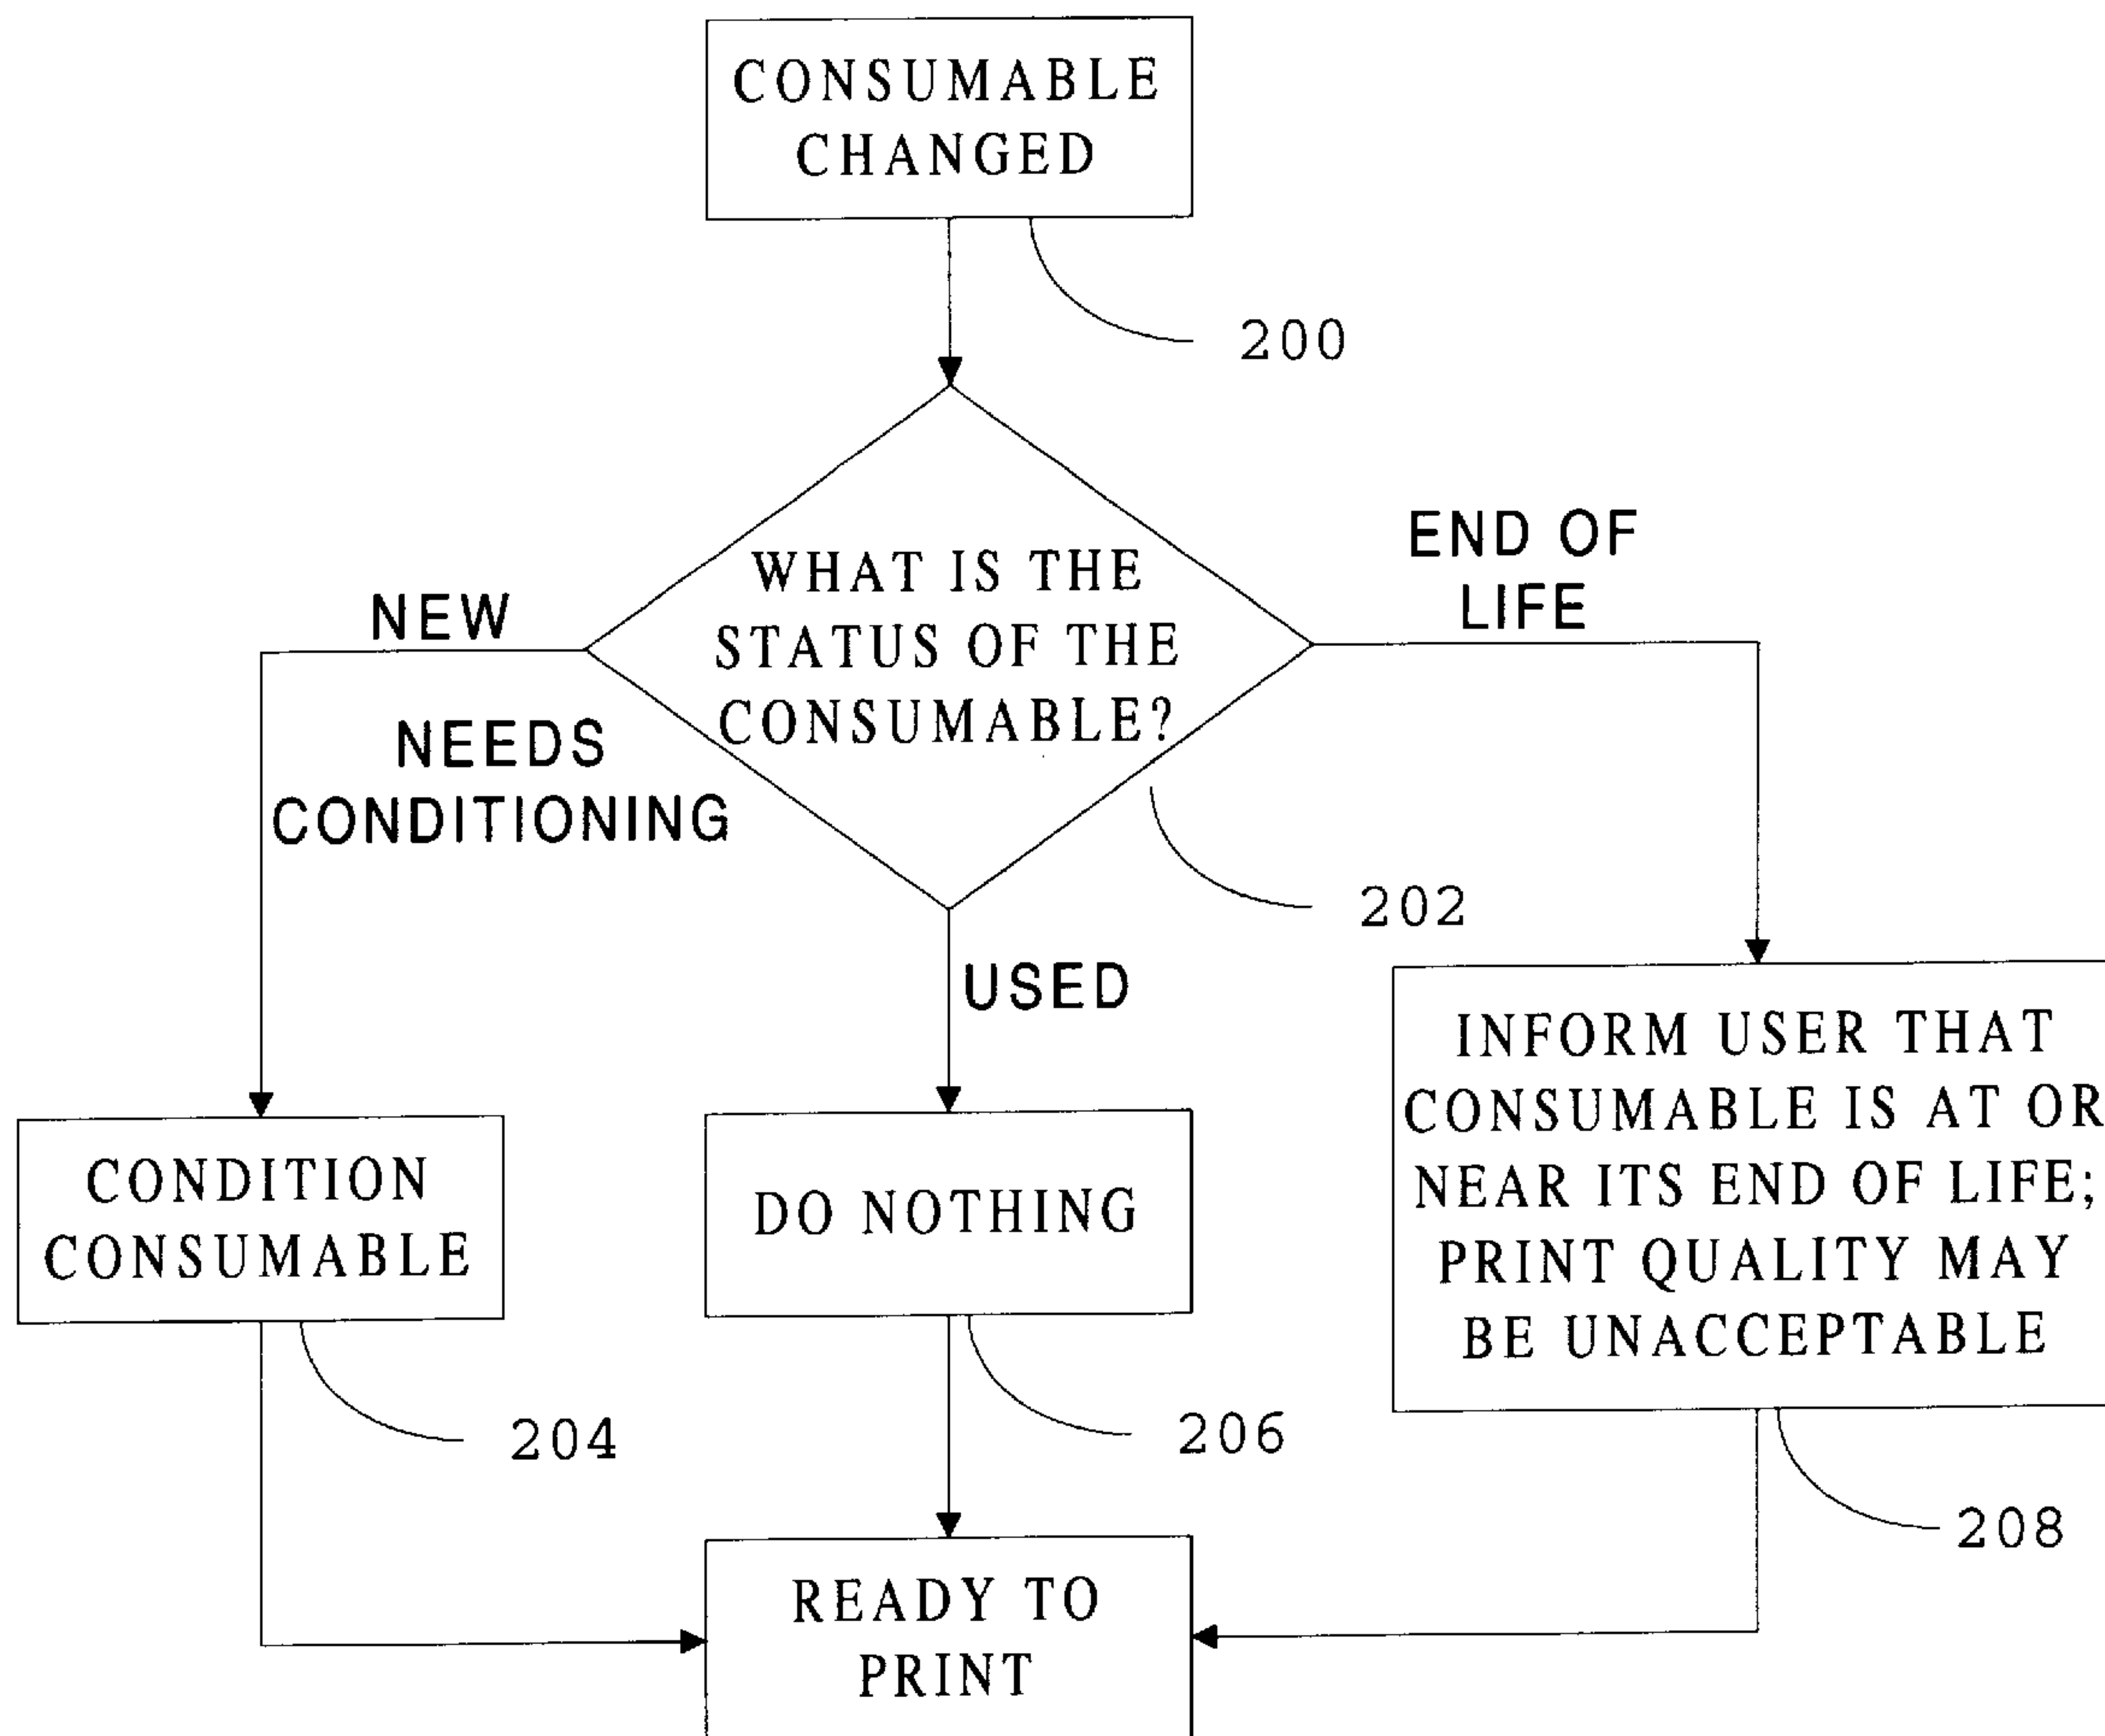 CONSUMABLE
CHANGED
200
WHAT IS THE
STATUS OF THE
CONSUMABLE?
202
NEW
NEEDS
CONDITIONING
USED
END OF
LIFE
CONDITION
CONSUMABLE
204
DO NOTHING
206
INFORM USER THAT
CONSUMABLE IS AT OR
NEAR ITS END OF LIFE;
PRINT QUALITY MAY
BE UNACCEPTABLE
208
READY TO
PRINT